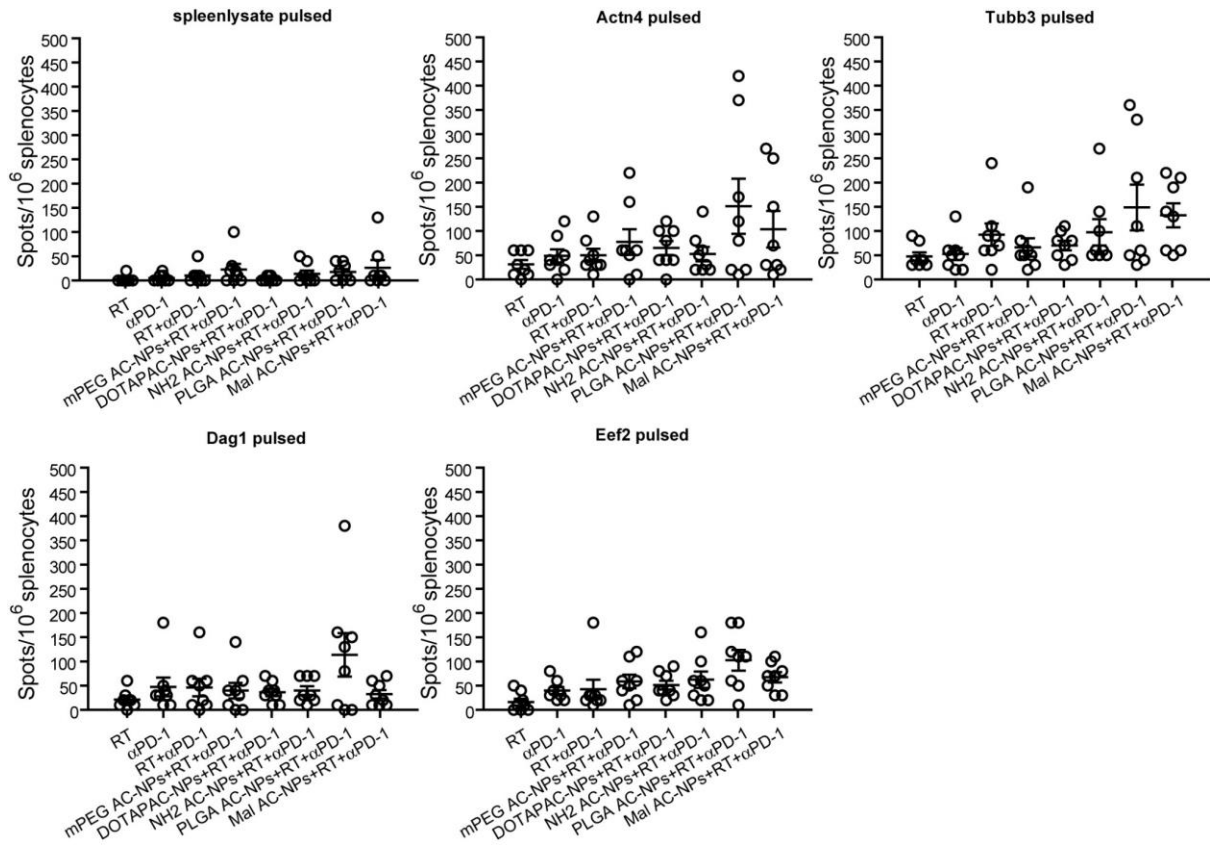 spleenlysate pulsed
Spots/10⁶ splenocytes
500
450
400
350
300
250
200
150
100
50
0
RT
αPD-1
RT+αPD-1
mPEG AC-NPs+RT+αPD-1
DOTAPAC-NPs+RT+αPD-1
NH2 AC-NPs+RT+αPD-1
PLGA AC-NPs+RT+αPD-1
Mal AC-NPs+RT+αPD-1
Actn4 pulsed
Spots/10⁶ splenocytes
500
450
400
350
300
250
200
150
100
50
0
RT
αPD-1
RT+αPD-1
mPEG AC-NPs+RT+αPD-1
DOTAPAC-NPs+RT+αPD-1
NH2 AC-NPs+RT+αPD-1
PLGA AC-NPs+RT+αPD-1
Mal AC-NPs+RT+αPD-1
Tubb3 pulsed
Spots/10⁶ splenocytes
500
450
400
350
300
250
200
150
100
50
0
RT
αPD-1
RT+αPD-1
mPEG AC-NPs+RT+αPD-1
DOTAPAC-NPs+RT+αPD-1
NH2 AC-NPs+RT+αPD-1
PLGA AC-NPs+RT+αPD-1
Mal AC-NPs+RT+αPD-1
Dag1 pulsed
Spots/10⁶ splenocytes
500
450
400
350
300
250
200
150
100
50
0
RT
αPD-1
RT+αPD-1
mPEG AC-NPs+RT+αPD-1
DOTAPAC-NPs+RT+αPD-1
NH2 AC-NPs+RT+αPD-1
PLGA AC-NPs+RT+αPD-1
Mal AC-NPs+RT+αPD-1
Eef2 pulsed
Spots/10⁶ splenocytes
500
450
400
350
300
250
200
150
100
50
0
RT
αPD-1
RT+αPD-1
mPEG AC-NPs+RT+αPD-1
DOTAPAC-NPs+RT+αPD-1
NH2 AC-NPs+RT+αPD-1
PLGA AC-NPs+RT+αPD-1
Mal AC-NPs+RT+αPD-1